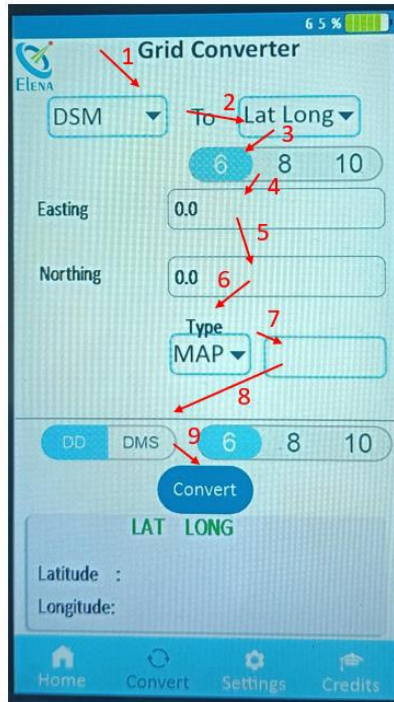 65%
Grid Converter
ELENA
1
DSM To Lat Long
2
3
6 8 10
4
Easting 0.0
5
Northing 0.0
6
Type
7
MAP
8
DD DMS 6 8 10
9
Convert
LAT LONG
Latitude :
Longitude:
Home Convert Settings Credits